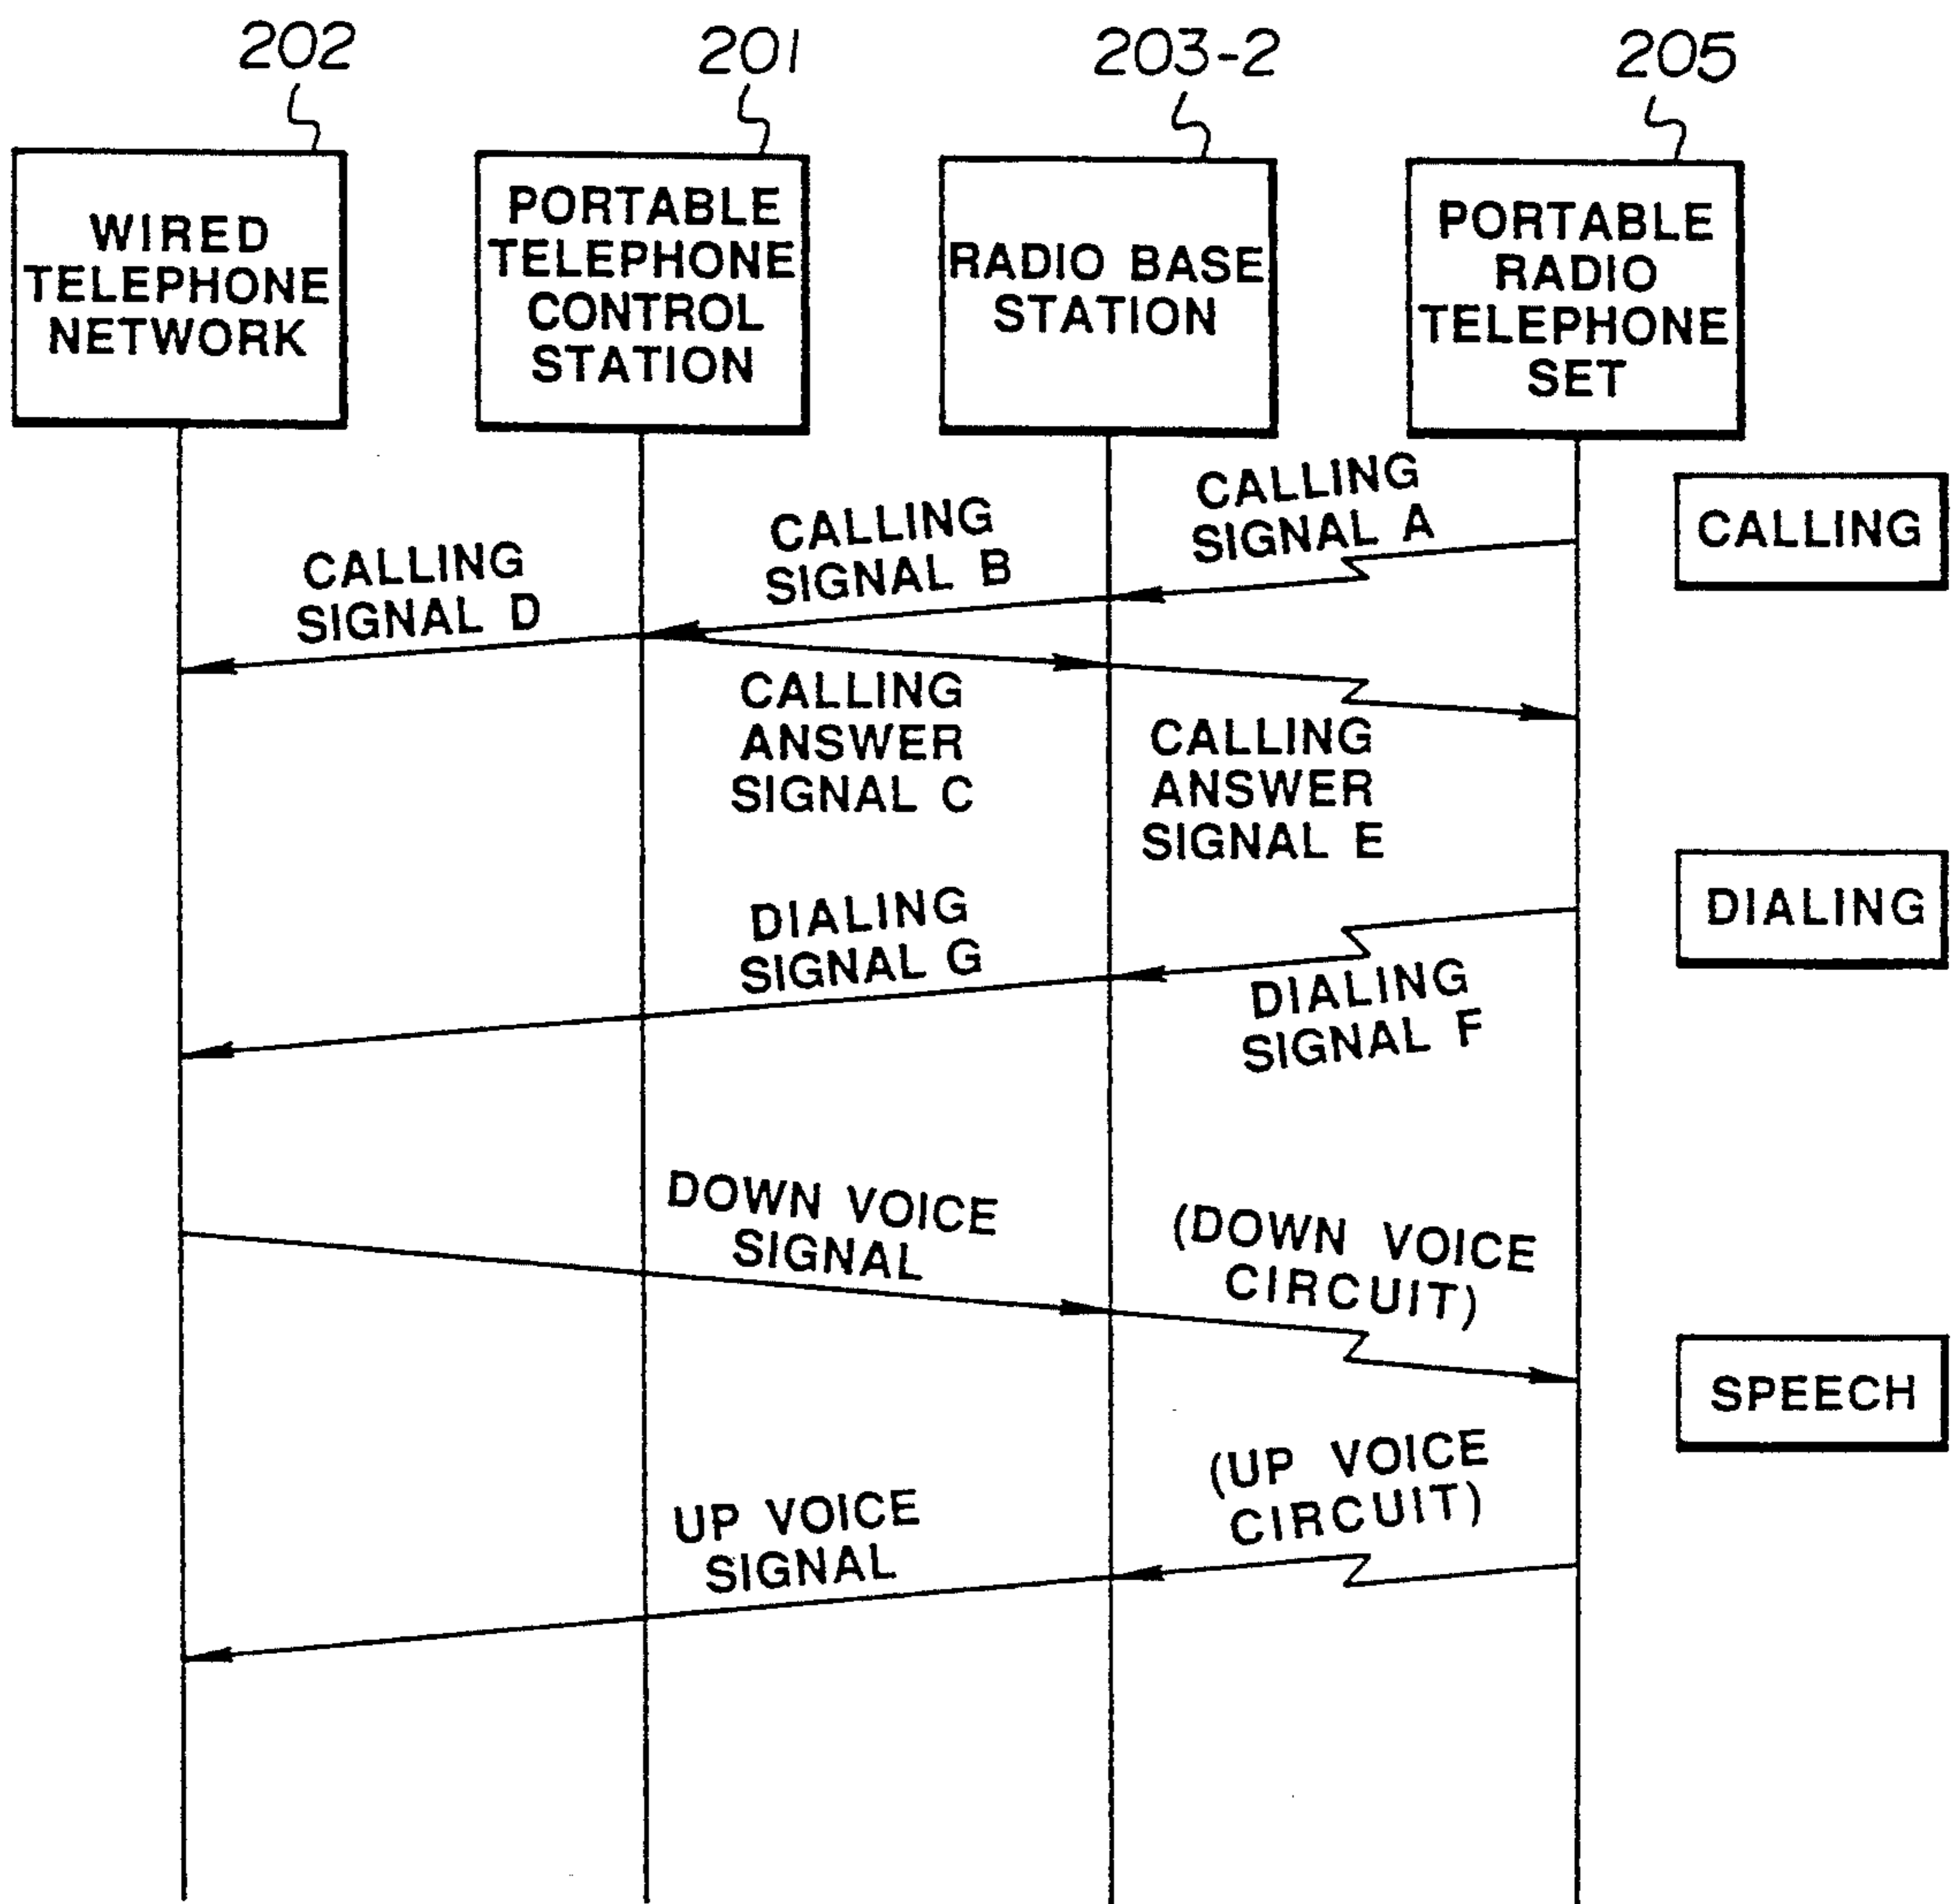 202
201
203-2
205
WIRED
TELEPHONE
NETWORK
PORTABLE
TELEPHONE
CONTROL
STATION
RADIO BASE
STATION
PORTABLE
RADIO
TELEPHONE
SET
CALLING
SIGNAL A
CALLING
CALLING
SIGNAL B
CALLING
SIGNAL D
CALLING
ANSWER
SIGNAL C
CALLING
ANSWER
SIGNAL E
DIALING
DIALING
SIGNAL G
DIALING
SIGNAL F
DOWN VOICE
SIGNAL
(DOWN VOICE
CIRCUIT)
SPEECH
(UP VOICE
CIRCUIT)
UP VOICE
SIGNAL